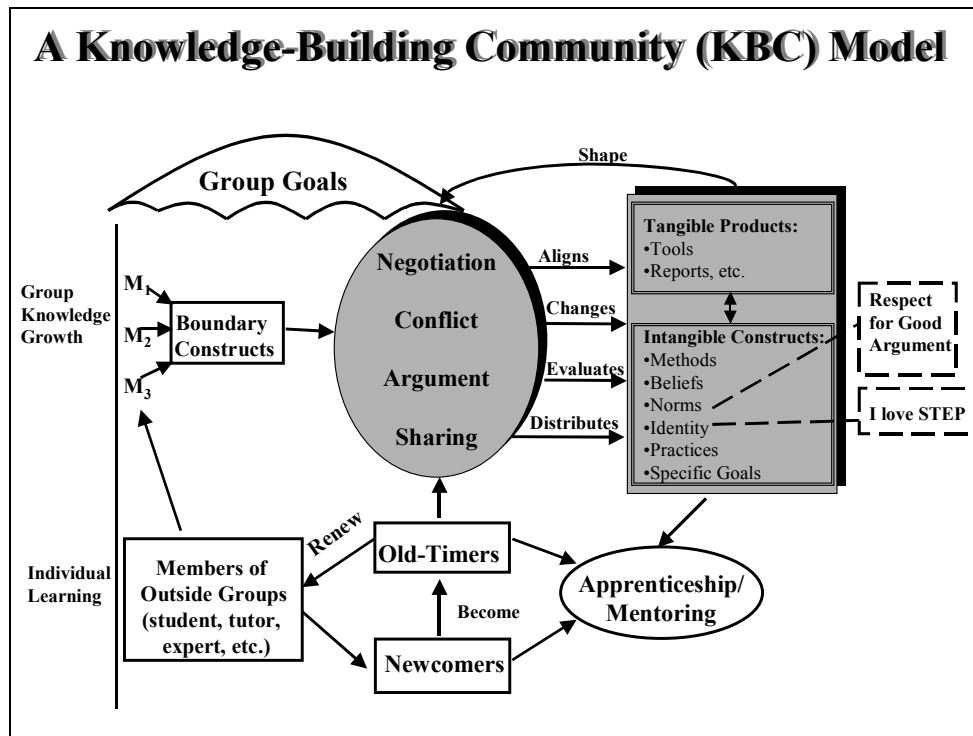 A Knowledge-Building Community (KBC) Model
Shape
Group Goals
Group
Knowledge
Growth
M1
M2
M3
Boundary
Constructs
Negotiation
Conflict
Argument
Sharing
Aligns
Changes
Evaluates
Distributes
Tangible Products:
•Tools
•Reports, etc.
Intangible Constructs:
•Methods
•Beliefs
•Norms
•Identity
•Practices
•Specific Goals
Respect
for Good
Argument
I love STEP
Individual
Learning
Members of
Outside Groups
(student, tutor,
expert, etc.)
Renew
Old-Timers
Become
Newcomers
Apprenticeship/
Mentoring